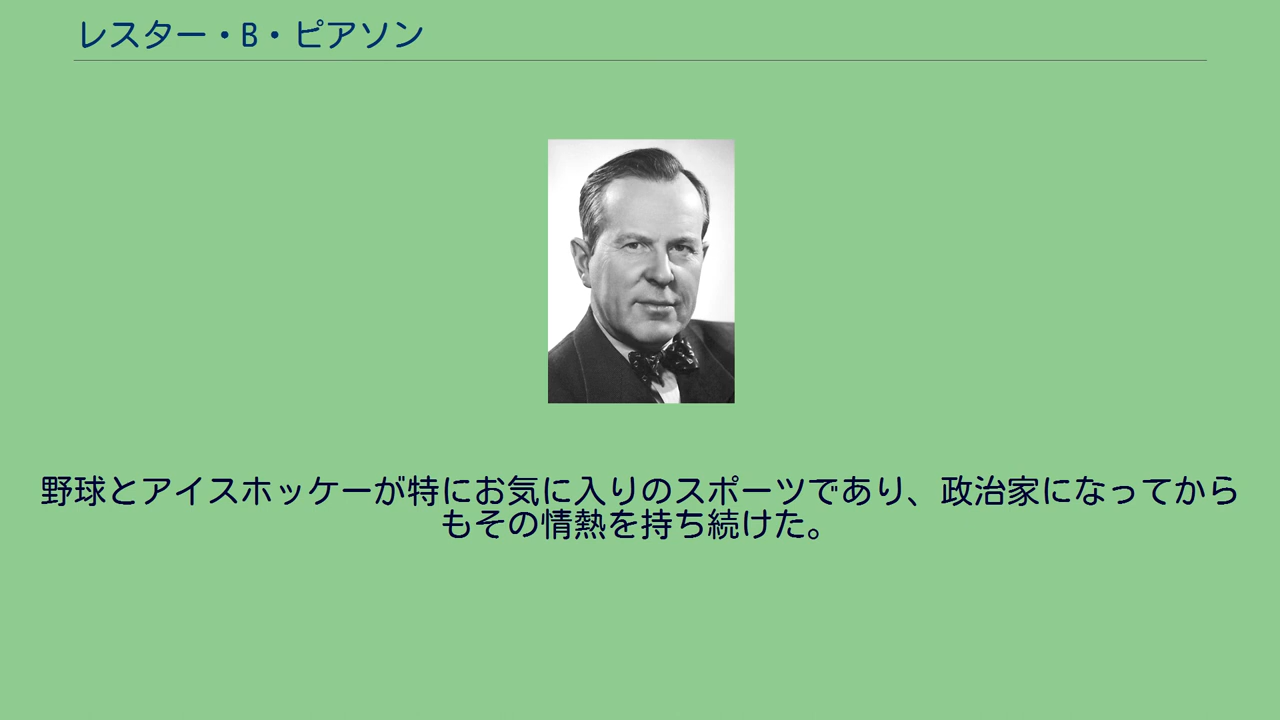 レスター・B・ピアソン
野球とアイスホッケーが特にお気に入りのスポーツであり、政治家になってから
もその情熱を持ち続けた。